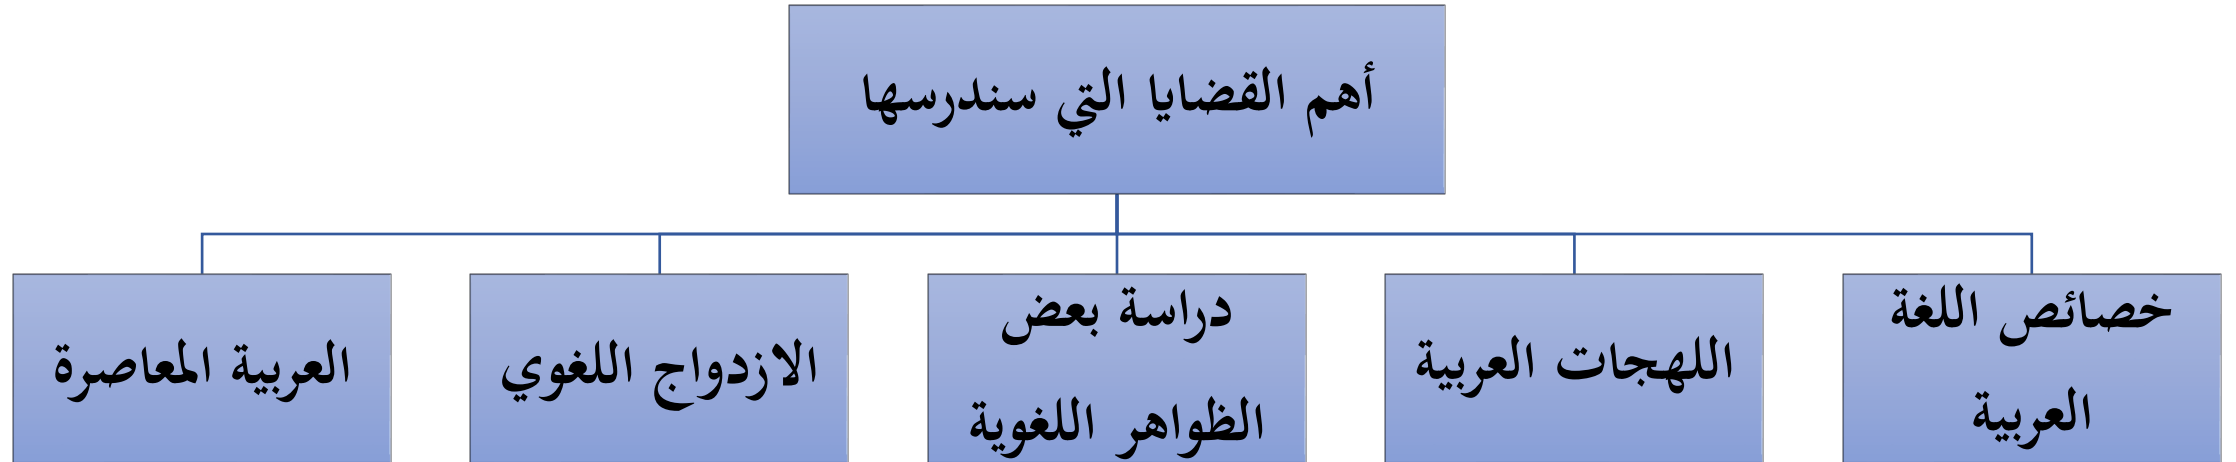 أهم القضايا التي سندرسها
خصائص اللغة
العربية
اللهجات العربية
دراسة بعض
الظواهر اللغوية
الازدواج اللغوي
العربية المعاصرة